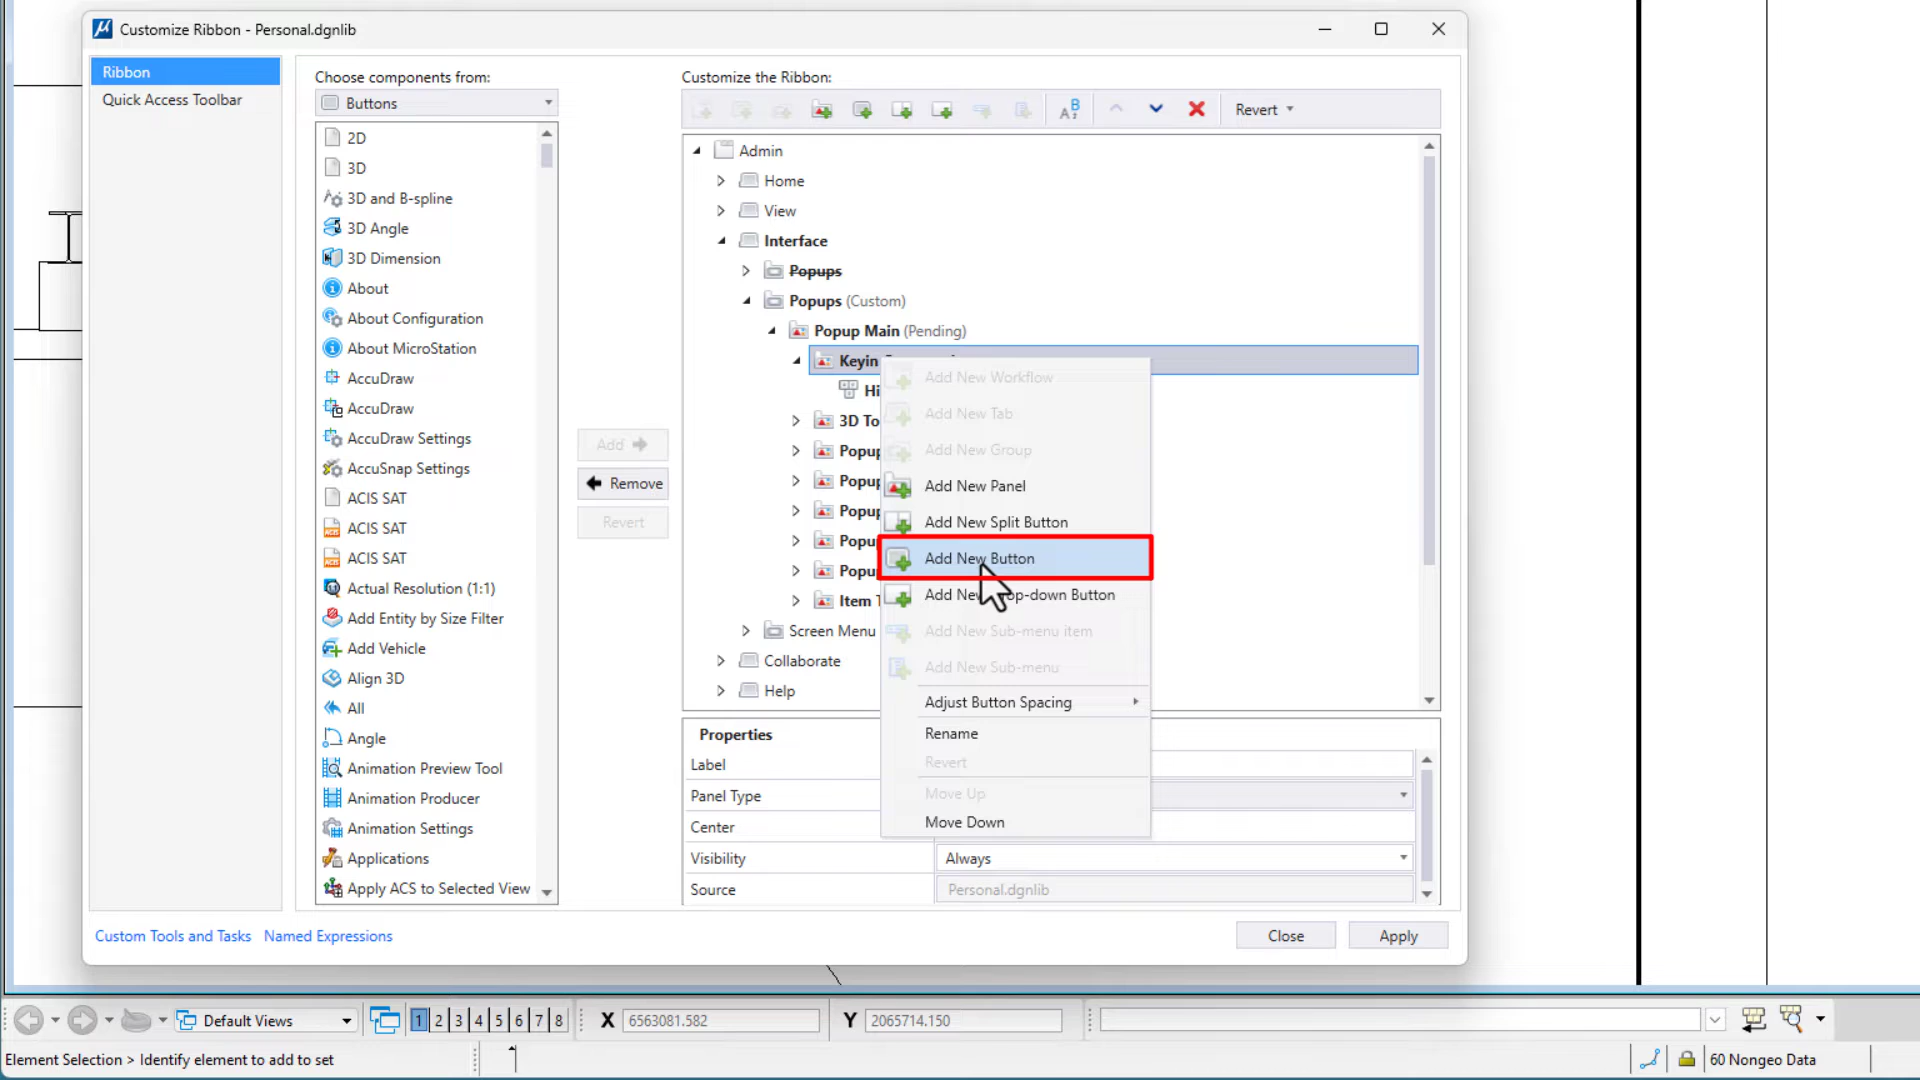 Customize Ribbon - Personal.dgnlib
Ribbon
Quick Access Toolbar
Choose components from:
Buttons
2D
3D
3D and B-spline
3D Angle
3D Dimension
About
About Configuration
About MicroStation
AccuDraw
AccuDraw
AccuDraw Settings
AccuSnap Settings
ACIS SAT
ACIS SAT
ACIS SAT
Actual Resolution (1:1)
Add Entity by Size Filter
Add Vehicle
Align 3D
All
Angle
Animation Preview Tool
Animation Producer
Animation Settings
Applications
Apply ACS to Selected View
Add
Remove
Revert
Customize the Ribbon:
Revert
Admin
Home
View
Interface
Popups
Popups (Custom)
Popup Main (Pending)
Keyin
Hi
3D To
Popup
Popup
Popup
Popu
Popu
Item T
Screen Menu
Collaborate
Help
Add New Workflow
Add New Tab
Add New Group
Add New Panel
Add New Split Button
Add New Button
Add New op-down Button
Add New Sub-menu item
Add New Sub-menu
Adjust Button Spacing
Rename
Revert
Move Up
Move Down
Properties
Label
Panel Type
Center
Visibility Always
Source Personal.dgnlib
Custom Tools and Tasks Named Expressions
Close Apply
Default Views 1 2 3 4 5 6 7 8 X 6563081.582 Y 2065714.150
Element Selection > Identify element to add to set
60 Nongeo Data